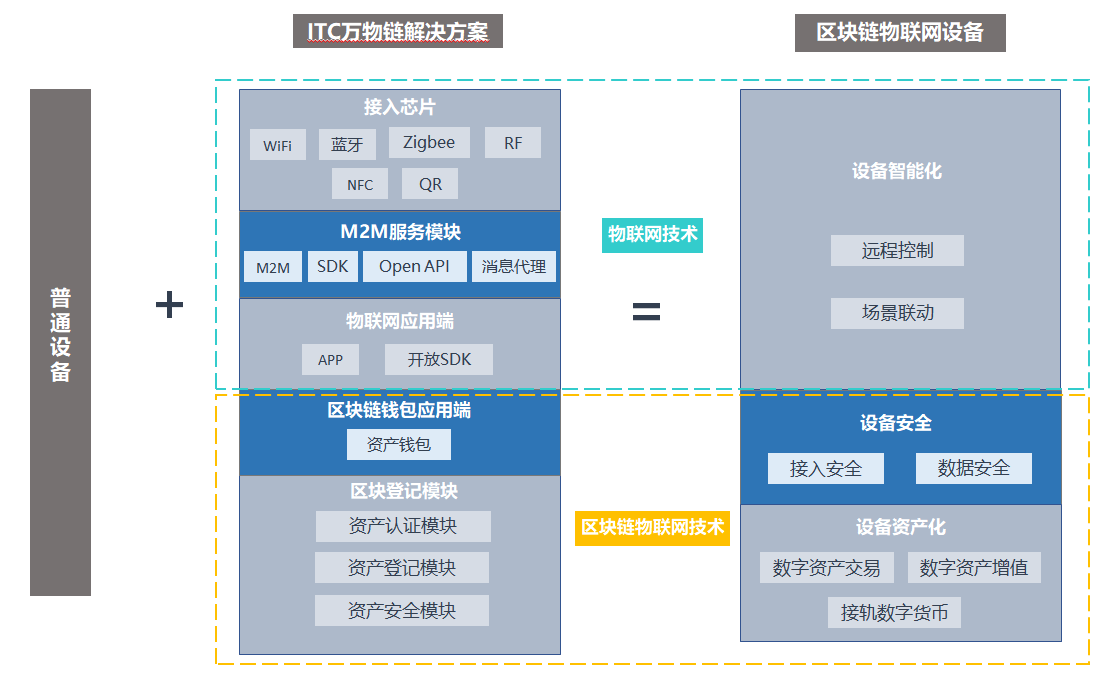 ITC万物链解决方案
区块链物联网设备
普通设备
+
接入芯片
WiFi
蓝牙
Zigbee
RF
NFC
QR
M2M服务模块
M2M
SDK
Open API
消息代理
物联网应用端
APP
开放SDK
区块链钱包应用端
资产钱包
区块登记模块
资产认证模块
资产登记模块
资产安全模块
物联网技术
=
区块链物联网技术
设备智能化
远程控制
场景联动
设备安全
接入安全
数据安全
设备资产化
数字资产交易
数字资产增值
接轨数字货币